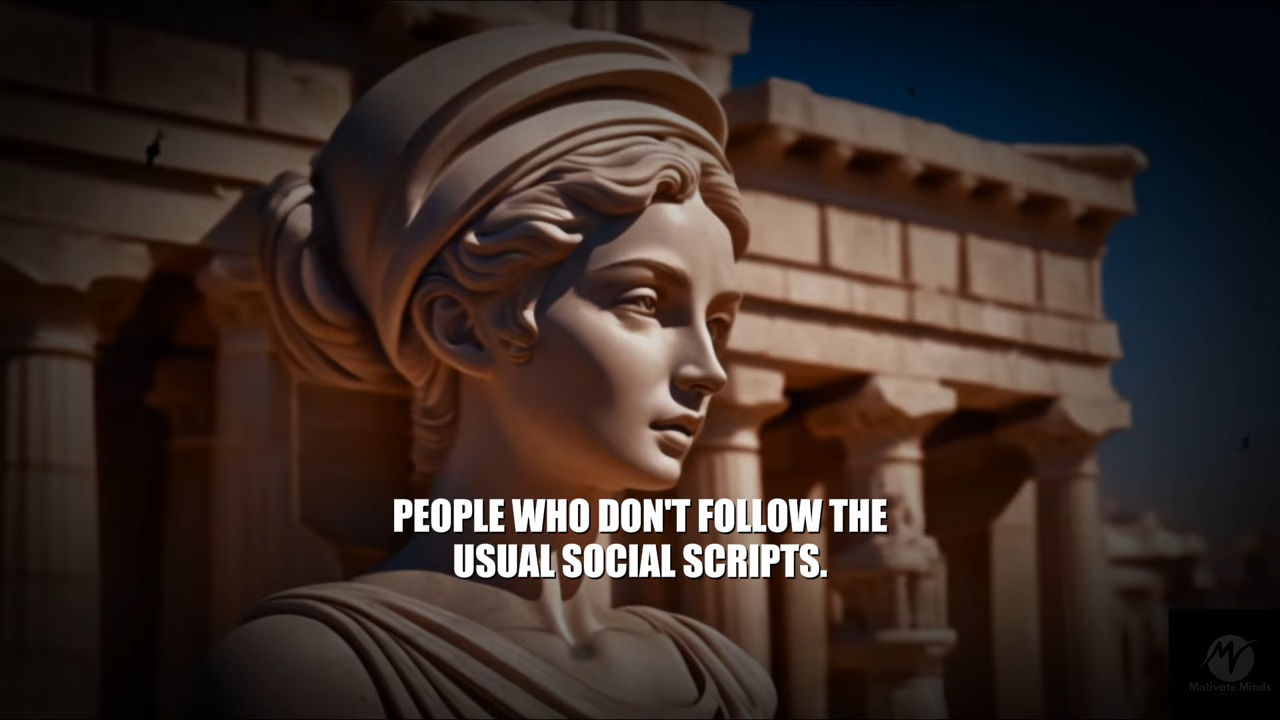 PEOPLE WHO DON'T FOLLOW THE
USUAL SOCIAL SCRIPTS.
Motivate Minds